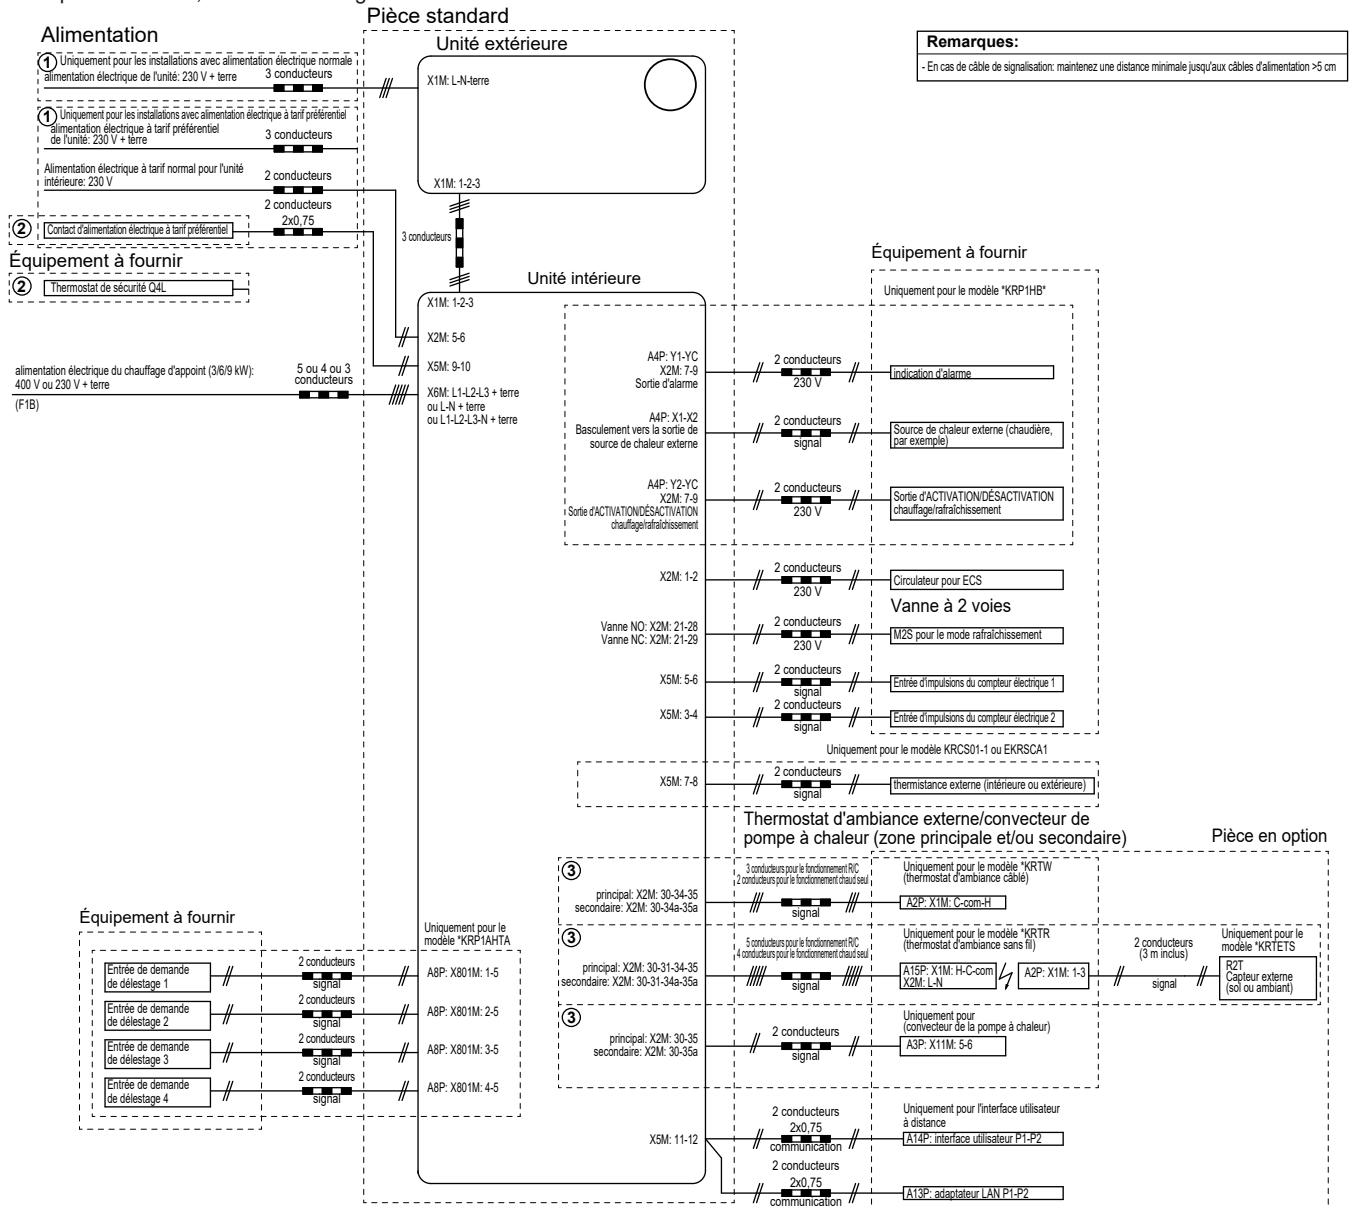 Pièce standard
Alimentation
Unité extérieure
Remarques:
- En cas de câble de signalisation: maintenez une distance minimale jusqu'aux câbles d'alimentation >5 cm
1 Uniquement pour les installations avec alimentation électrique normale
alimentation électrique de l'unité: 230 V + terre
3 conducteurs
X1M: L-N-terre
1 Uniquement pour les installations avec alimentation électrique à tarif préférentiel
alimentation électrique à tarif préférentiel
de l'unité: 230 V + terre
3 conducteurs
Alimentation électrique à tarif normal pour l'unité
intérieure: 230 V
2 conducteurs
X1M: 1-2-3
2 conducteurs
2x0,75
2 Contact d'alimentation électrique à tarif préférentiel
3 conducteurs
Équipement à fournir
2 Thermostat de sécurité Q4L
Unité intérieure
X1M: 1-2-3
X2M: 5-6
X5M: 9-10
alimentation électrique du chauffage d'appoint (3/6/9 kW):
400 V ou 230 V + terre
(F1B)
5 ou 4 ou 3
conducteurs
X6M: L1-L2-L3 + terre
ou L-N + terre
ou L1-L2-L3-N + terre
Équipement à fournir
Uniquement pour le modèle *KRP1HB*
A4P: Y1-YC
X2M: 7-9
Sortie d'alarme
2 conducteurs
230 V
indication d'alarme
A4P: X1-X2
Basculement vers la sortie de
source de chaleur externe
2 conducteurs
signal
Source de chaleur externe (chaudière,
par exemple)
A4P: Y2-YC
X2M: 7-9
Sortie d'ACTIVATION/DÉSACTIVATION
chauffage/rafraîchissement
2 conducteurs
230 V
Sortie d'ACTIVATION/DÉSACTIVATION
chauffage/rafraîchissement
X2M: 1-2
2 conducteurs
230 V
Circulateur pour ECS
Vanne à 2 voies
Vanne NO: X2M: 21-28
Vanne NC: X2M: 21-29
2 conducteurs
230 V
M2S pour le mode rafraîchissement
X5M: 5-6
2 conducteurs
signal
Entrée d'impulsions du compteur électrique 1
X5M: 3-4
2 conducteurs
signal
Entrée d'impulsions du compteur électrique 2
Uniquement pour le modèle KRCS01-1 ou EKRSCA1
X5M: 7-8
2 conducteurs
signal
thermistance externe (intérieure ou extérieure)
Thermostat d'ambiance externe/convecteur de
pompe à chaleur (zone principale et/ou secondaire)
Pièce en option
3
principal: X2M: 30-34-35
secondaire: X2M: 30-34a-35a
3 conducteurs pour le fonctionnement R/C
2 conducteurs pour le fonctionnement chaud seul
signal
Uniquement pour le modèle *KRTW
(thermostat d'ambiance câblé)
A2P: X1M: C-com-H
3
principal: X2M: 30-31-34-35
secondaire: X2M: 30-31-34a-35a
5 conducteurs pour le fonctionnement R/C
4 conducteurs pour le fonctionnement chaud seul
signal
Uniquement pour le modèle *KRTR
(thermostat d'ambiance sans fil)
A15P: X1M: H-C-com
X2M: L-N
A2P: X1M: 1-3
2 conducteurs
(3 m inclus)
signal
Uniquement pour le
modèle *KRTETS
R2T
Capteur externe
(sol ou ambiant)
3
principal: X2M: 30-35
secondaire: X2M: 30-35a
2 conducteurs
signal
Uniquement pour
(convecteur de la pompe à chaleur)
A3P: X11M: 5-6
Équipement à fournir
Uniquement pour le
modèle *KRP1AHTA
Entrée de demande
de délestage 1
2 conducteurs
signal
A8P: X801M: 1-5
Entrée de demande
de délestage 2
2 conducteurs
signal
A8P: X801M: 2-5
Entrée de demande
de délestage 3
2 conducteurs
signal
A8P: X801M: 3-5
Entrée de demande
de délestage 4
2 conducteurs
signal
A8P: X801M: 4-5
X5M: 11-12
2 conducteurs
2x0,75
communication
Uniquement pour l'interface utilisateur
à distance
A14P: interface utilisateur P1-P2
2 conducteurs
2x0,75
communication
A13P: adaptateur LAN P1-P2